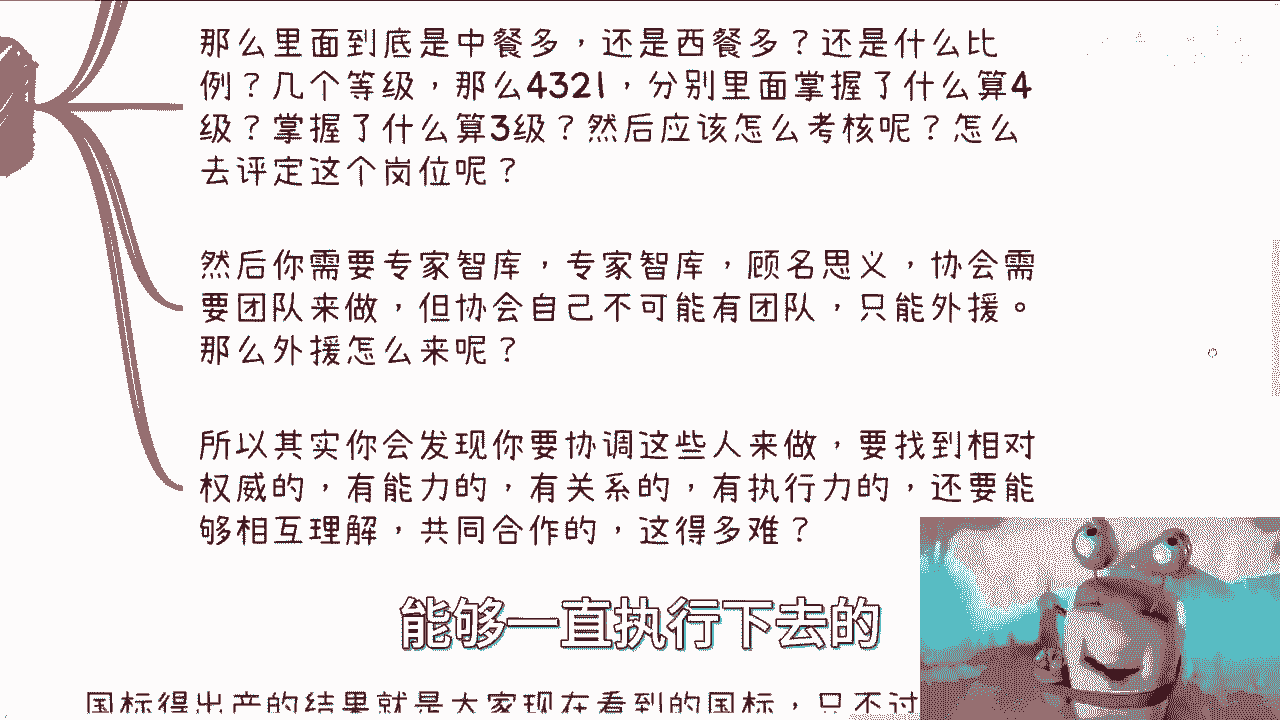 那么里面到底是中餐多，还是西餐多？还是什么比
例？几个等级，那么4321，分别里面掌握了什么算4
级？掌握了什么算3级？然后应该怎么考核呢？怎么
去评定这个岗位呢？
然后你需要专家智库，专家智库，顾名思义，协会需
要团队来做，但协会自己不可能有团队，只能外援。
那么外援怎么来呢？
所以其实你会发现你要协调这些人来做，要找到相对
权威的，有能力的，有关系的，有执行力的，还要能
够相互理解，共同合作的，这得多难？
能够一直执行下去的
国标得出产的结果就是大家现在看到的国标，只不过